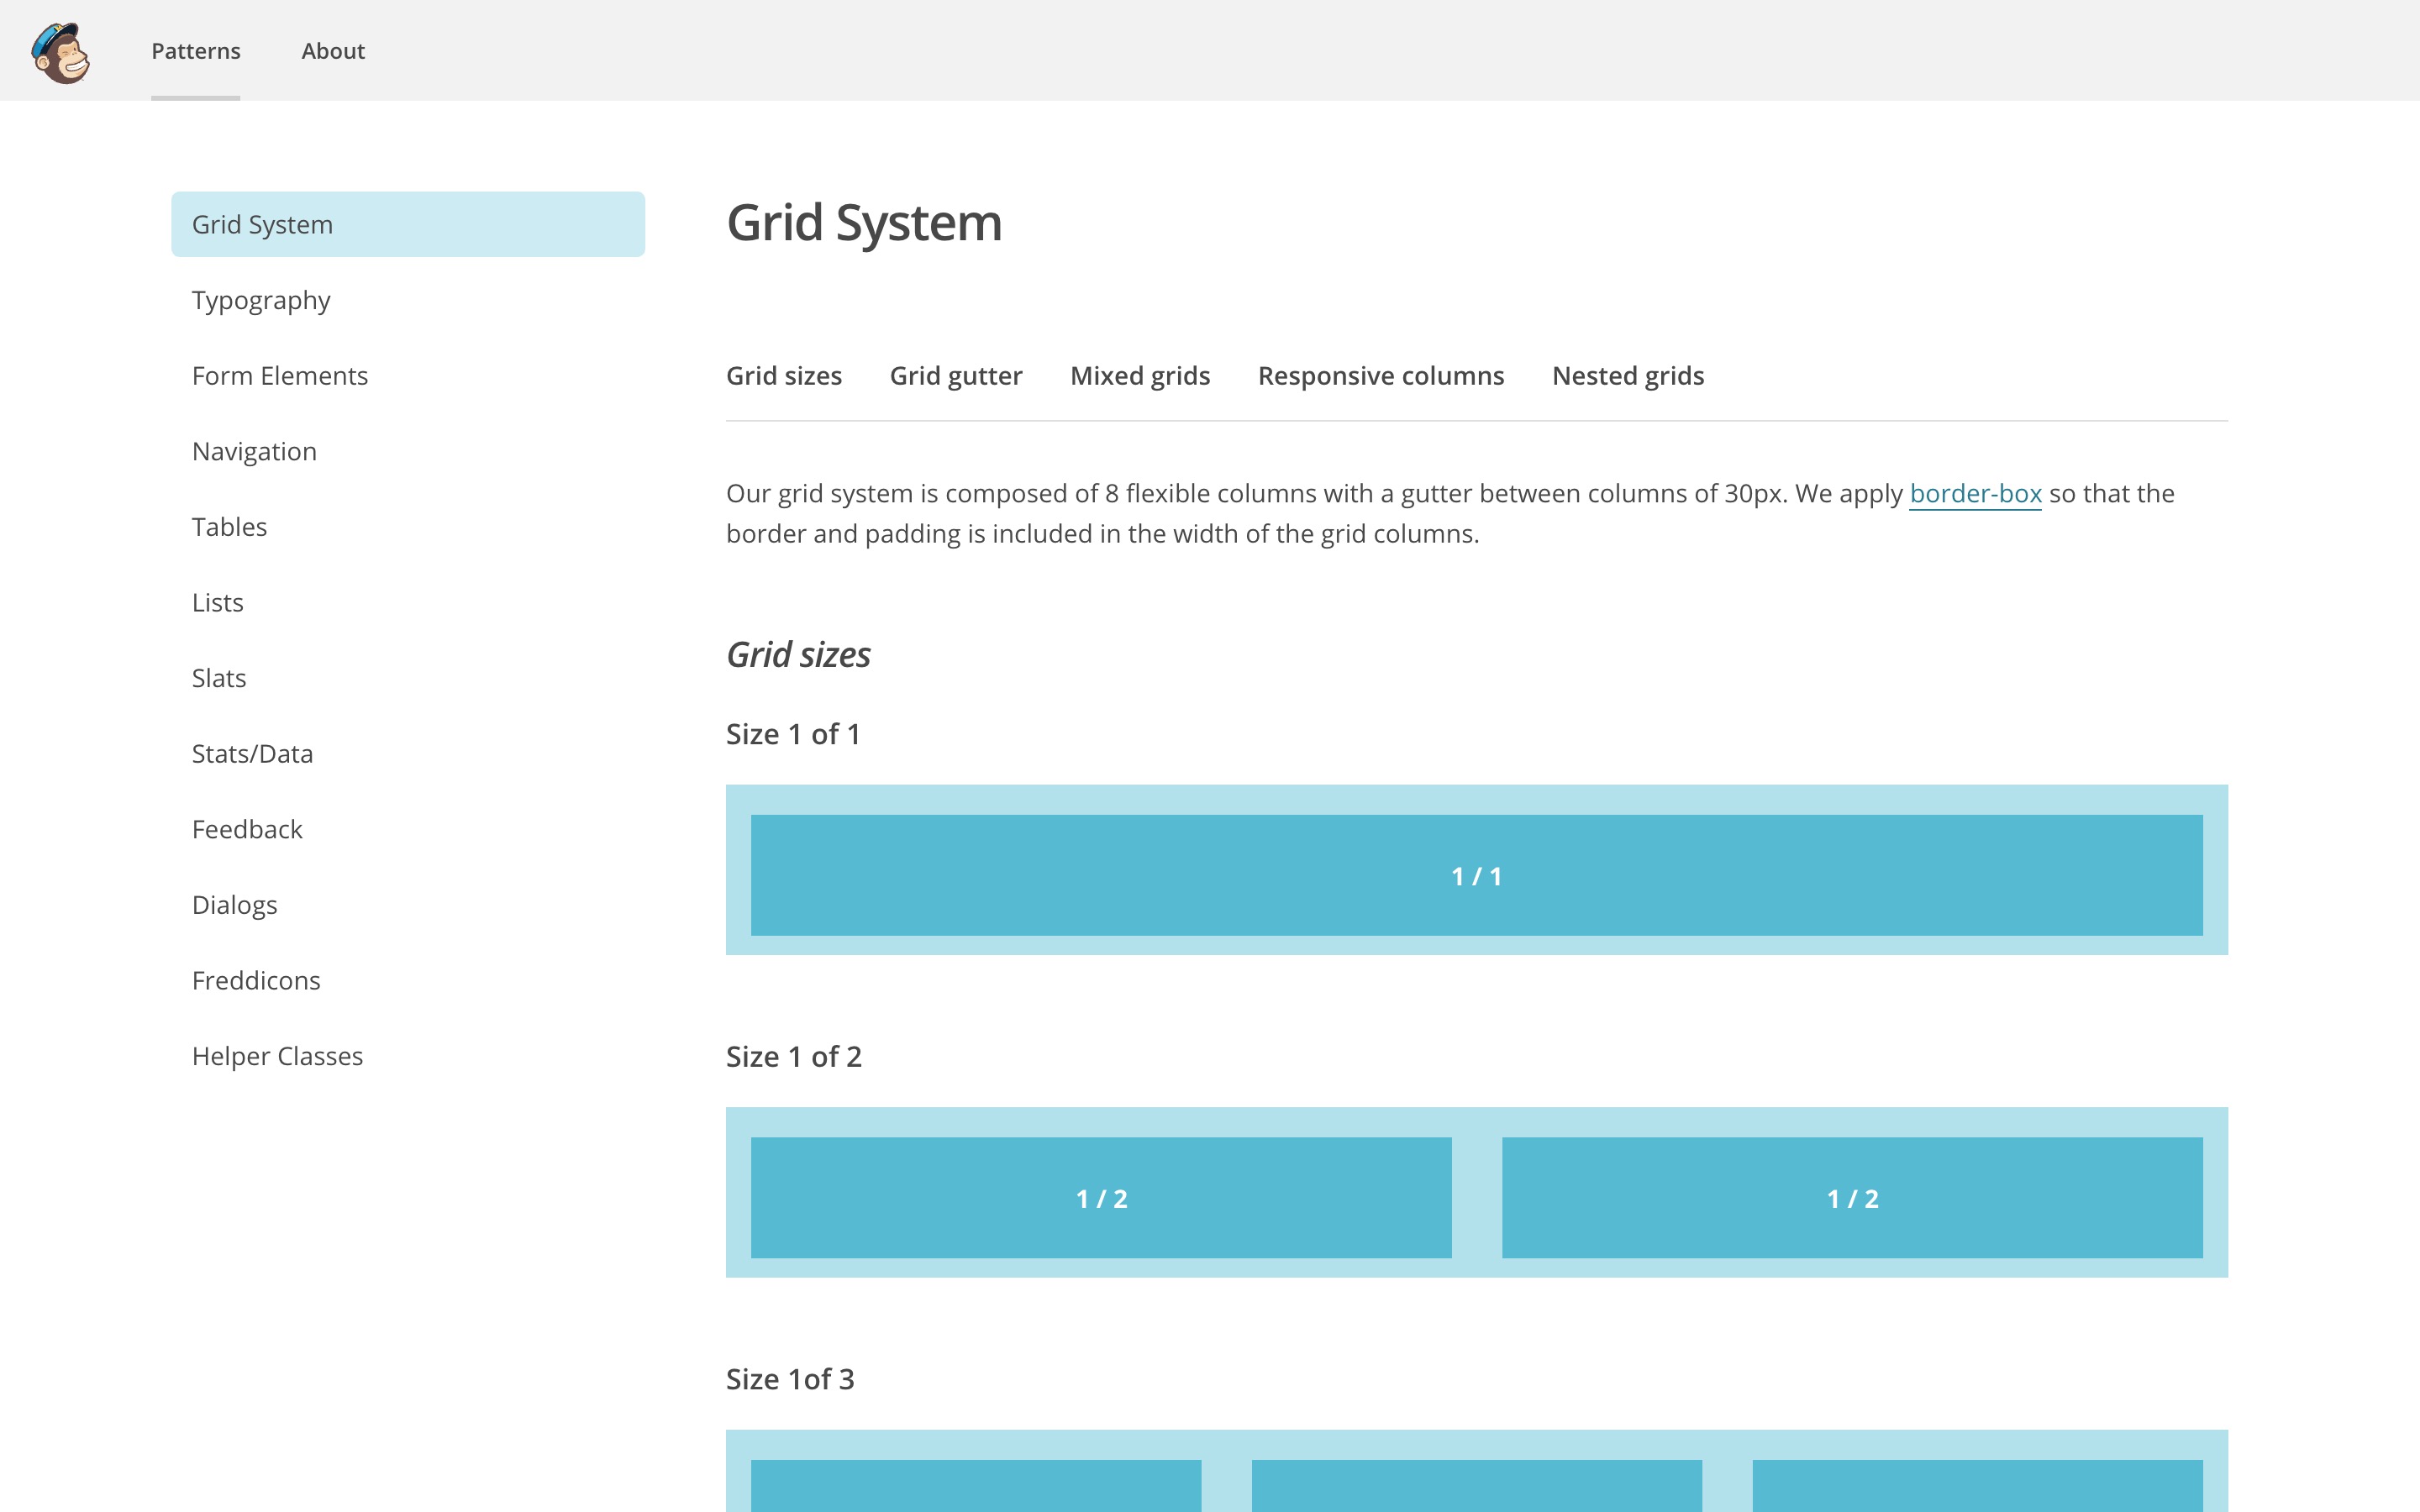 Patterns About
Grid System
Typography
Form Elements
Navigation
Tables
Lists
Slats
Stats/Data
Feedback
Dialogs
Freddicons
Helper Classes
Grid System
Grid sizes Grid gutter Mixed grids Responsive columns Nested grids
Our grid system is composed of 8 flexible columns with a gutter between columns of 30px. We apply border-box so that the
border and padding is included in the width of the grid columns.
Grid sizes
Size 1 of 1
1 / 1
Size 1 of 2
1 / 2 1 / 2
Size 1of 3